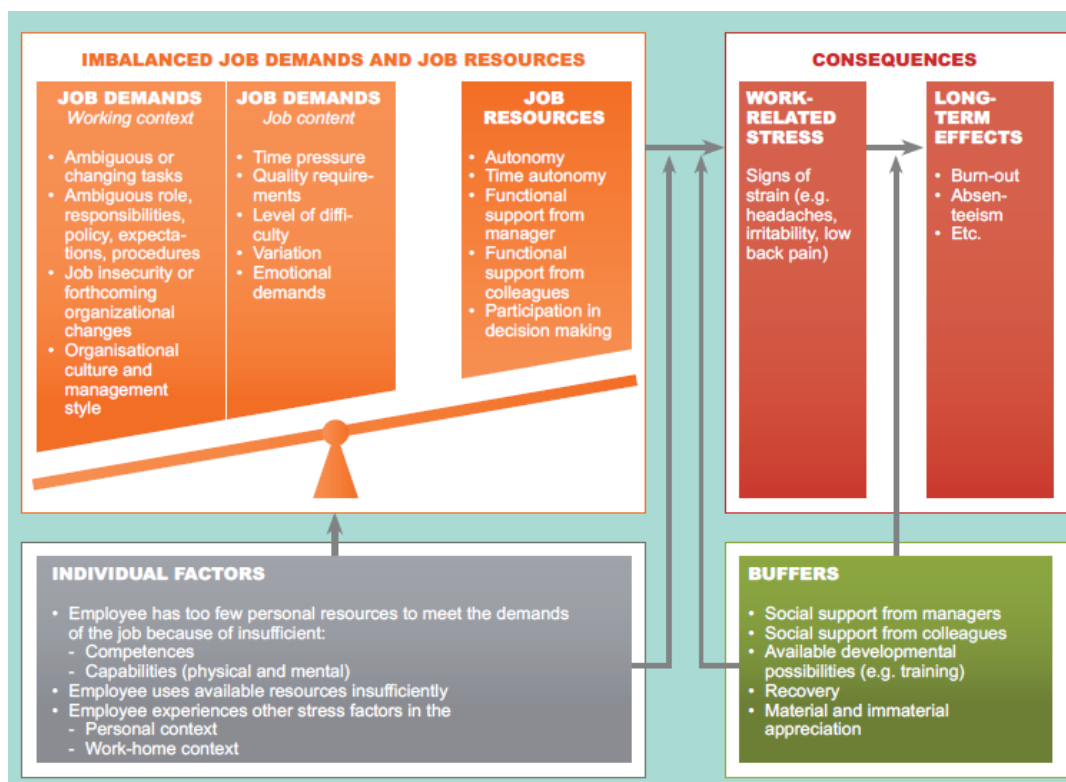 IMBALANCED JOB DEMANDS AND JOB RESOURCES
JOB DEMANDS
Working context
• Ambiguous or
changing tasks
• Ambiguous role,
responsibilities,
policy, expecta-
tions, procedures
• Job insecurity or
forthcoming
organizational
changes
• Organisational
culture and
management
style
JOB DEMANDS
Job content
• Time pressure
• Quality require-
ments
• Level of diffi-
culty
• Variation
• Emotional
demands
JOB
RESOURCES
• Autonomy
• Time autonomy
• Functional
support from
manager
• Functional
support from
colleagues
• Participation in
decision making
CONSEQUENCES
WORK-
RELATED
STRESS
Signs of
strain (e.g.
headaches,
irritability, low
back pain)
LONG-
TERM
EFFECTS
• Burn-out
• Absen-
teeism
• Etc.
INDIVIDUAL FACTORS
• Employee has too few personal resources to meet the demands
of the job because of insufficient:
- Competences
- Capabilities (physical and mental)
• Employee uses available resources insufficiently
• Employee experiences other stress factors in the
- Personal context
- Work-home context
BUFFERS
• Social support from managers
• Social support from colleagues
• Available developmental
possibilities (e.g. training)
• Recovery
• Material and immaterial
appreciation